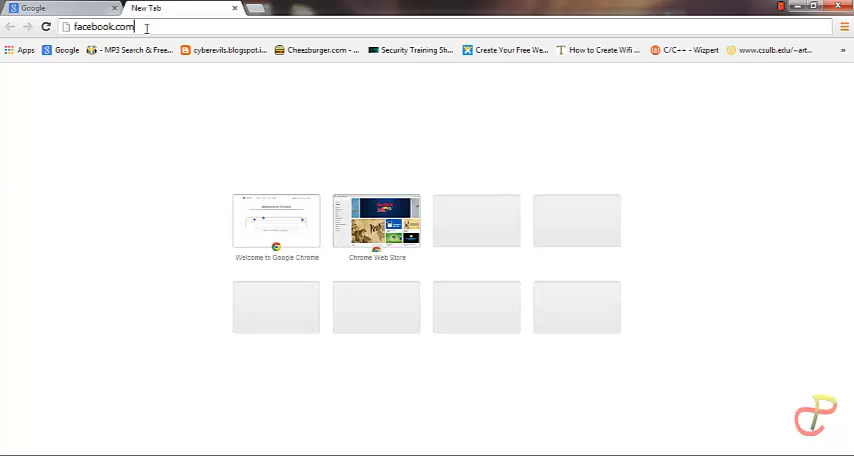 Google
New Tab
facebook.com
Apps
Google
- MP3 Search & Free...
cyberevils.blogspot.i...
Cheezburger.com - ...
Security Training Sh...
Create Your Free We...
How to Create Wifi ...
C/C++ - Wizpert
www.csulb.edu/~art...
»
Welcome to Google Chrome
Chrome Web Store